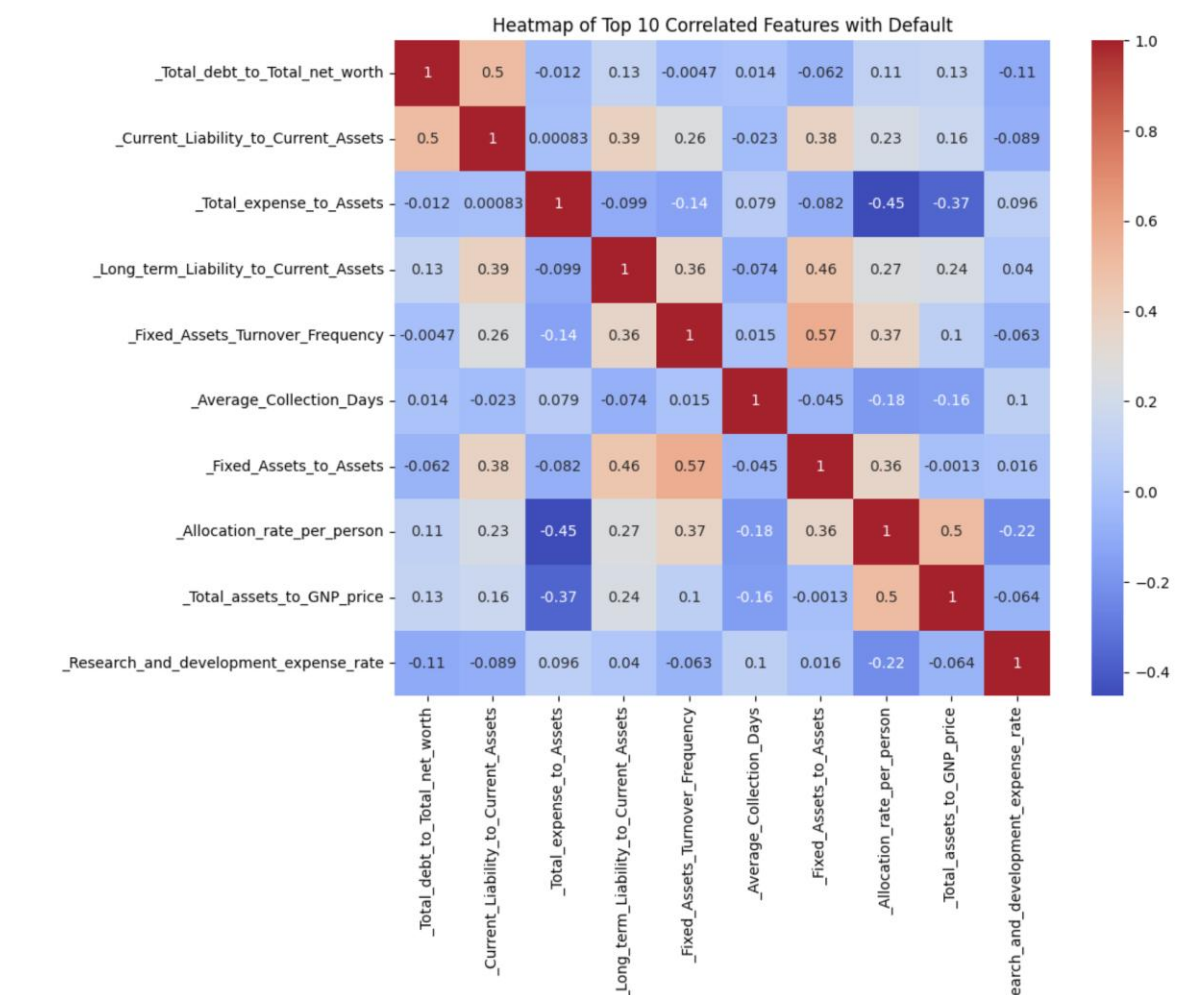 Heatmap of Top 10 Correlated Features with Default
_Total_debt_to_Total_net_worth 1 0.5 -0.012 0.13 -0.0047 0.014 -0.062 0.11 0.13 -0.11
_Current_Liability_to_Current_Assets 0.5 1 0.00083 0.39 0.26 -0.023 0.38 0.23 0.16 -0.089
_Total_expense_to_Assets -0.012 0.00083 1 -0.099 -0.14 0.079 -0.082 -0.45 -0.37 0.096
_Long_term_Liability_to_Current_Assets 0.13 0.39 -0.099 1 0.36 -0.074 0.46 0.27 0.24 0.04
_Fixed_Assets_Turnover_Frequency -0.0047 0.26 -0.14 0.36 1 0.015 0.57 0.37 0.1 -0.063
_Average_Collection_Days 0.014 -0.023 0.079 -0.074 0.015 1 -0.045 -0.18 -0.16 0.1
_Fixed_Assets_to_Assets -0.062 0.38 -0.082 0.46 0.57 -0.045 1 0.36 -0.0013 0.016
_Allocation_rate_per_person 0.11 0.23 -0.45 0.27 0.37 -0.18 0.36 1 0.5 -0.22
_Total_assets_to_GNP_price 0.13 0.16 -0.37 0.24 0.1 -0.16 -0.0013 0.5 1 -0.064
_Research_and_development_expense_rate -0.11 -0.089 0.096 0.04 -0.063 0.1 0.016 -0.22 -0.064 1
_Total_debt_to_Total_net_worth
_Current_Liability_to_Current_Assets
_Total_expense_to_Assets
_Long_term_Liability_to_Current_Assets
_Fixed_Assets_Turnover_Frequency
_Average_Collection_Days
_Fixed_Assets_to_Assets
_Allocation_rate_per_person
_Total_assets_to_GNP_price
earch_and_development_expense_rate
1.0
0.8
0.6
0.4
0.2
0.0
−0.2
−0.4